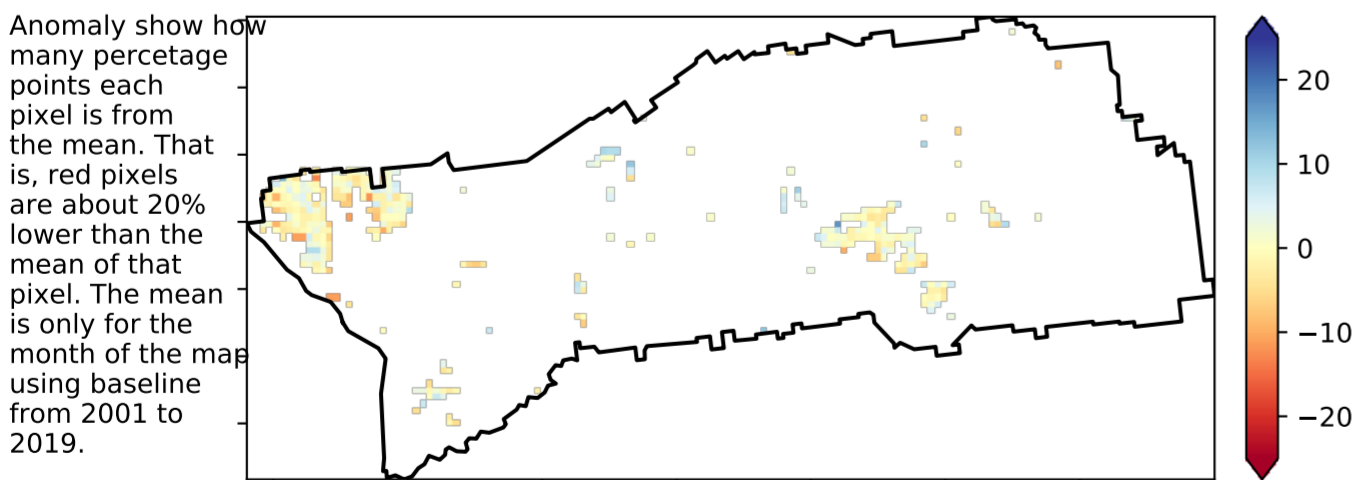 Anomaly show how
many percetage
points each
pixel is from
the mean. That
is, red pixels
are about 20%
lower than the
mean of that
pixel. The mean
is only for the
month of the map
using baseline
from 2001 to
2019.
20
10
0
−10
−20